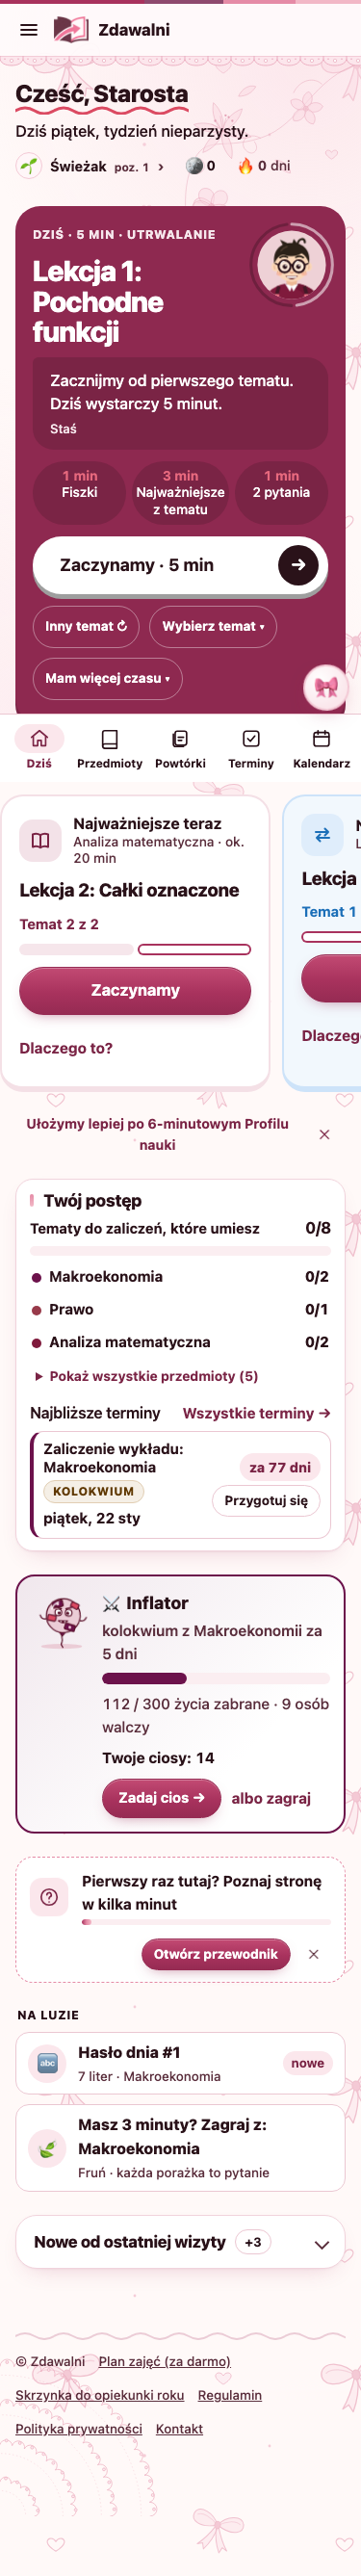 Zdawalni
Cześć, Starosta
Dziś piątek, tydzień nieparzysty.
Świeżak poz. 1 › 0 0 dni
DZIŚ · 5 MIN · UTRWALANIE
Lekcja 1:
Pochodne
funkcji
Zacznijmy od pierwszego tematu.
Dziś wystarczy 5 minut.
Staś
1 min
Fiszki
3 min
Najważniejsze
z tematu
1 min
2 pytania
Zaczynamy · 5 min →
Inny temat ↻
Wybierz temat ▾
Mam więcej czasu ▾
Dziś
Przedmioty
Powtórki
Terminy
Kalendarz
Najważniejsze teraz
Analiza matematyczna · ok.
20 min
Lekcja 2: Całki oznaczone
Temat 2 z 2
Zaczynamy
Dlaczego to?
Lekcja
Temat 1
Ułożymy lepiej po 6-minutowym Profilu
nauki
Twój postęp
Tematy do zaliczeń, które umiesz 0/8
Makroekonomia 0/2
Prawo 0/1
Analiza matematyczna 0/2
▶ Pokaż wszystkie przedmioty (5)
Najbliższe terminy Wszystkie terminy →
Zaliczenie wykładu:
Makroekonomia
KOLOKWIUM
piątek, 22 sty
za 77 dni
Przygotuj się
Inflator
kolokwium z Makroekonomii za
5 dni
112 / 300 życia zabrane · 9 osób
walczy
Twoje ciosy: 14
Zadaj cios → albo zagraj
Pierwszy raz tutaj? Poznaj stronę
w kilka minut
Otwórz przewodnik
NA LUZIE
Hasło dnia #1
7 liter · Makroekonomia
nowe
Masz 3 minuty? Zagraj z:
Makroekonomia
Fruń · każda porażka to pytanie
Nowe od ostatniej wizyty +3
© Zdawalni Plan zajęć (za darmo)
Skrzynka do opiekunki roku Regulamin
Polityka prywatności Kontakt